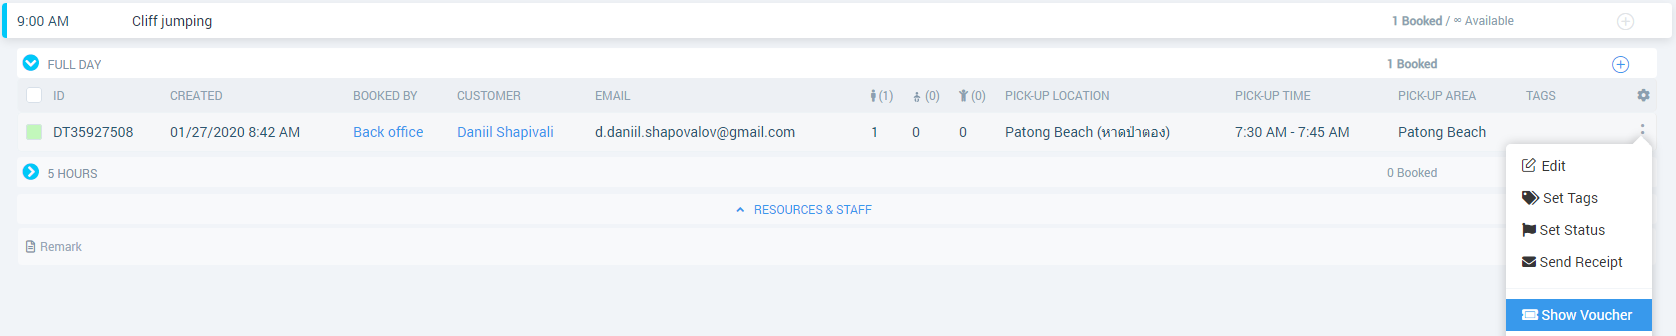 9:00 AM Cliff jumping 1 Booked / ∞ Available
FULL DAY 1 Booked
ID CREATED BOOKED BY CUSTOMER EMAIL (1) (0) (0) PICK-UP LOCATION PICK-UP TIME PICK-UP AREA TAGS
DT35927508 01/27/2020 8:42 AM Back office Daniil Shapivali d.daniil.shapovalov@gmail.com 1 0 0 Patong Beach (หาดป่าตอง) 7:30 AM - 7:45 AM Patong Beach
5 HOURS 0 Booked
RESOURCES & STAFF
Remark
Edit
Set Tags
Set Status
Send Receipt
Show Voucher